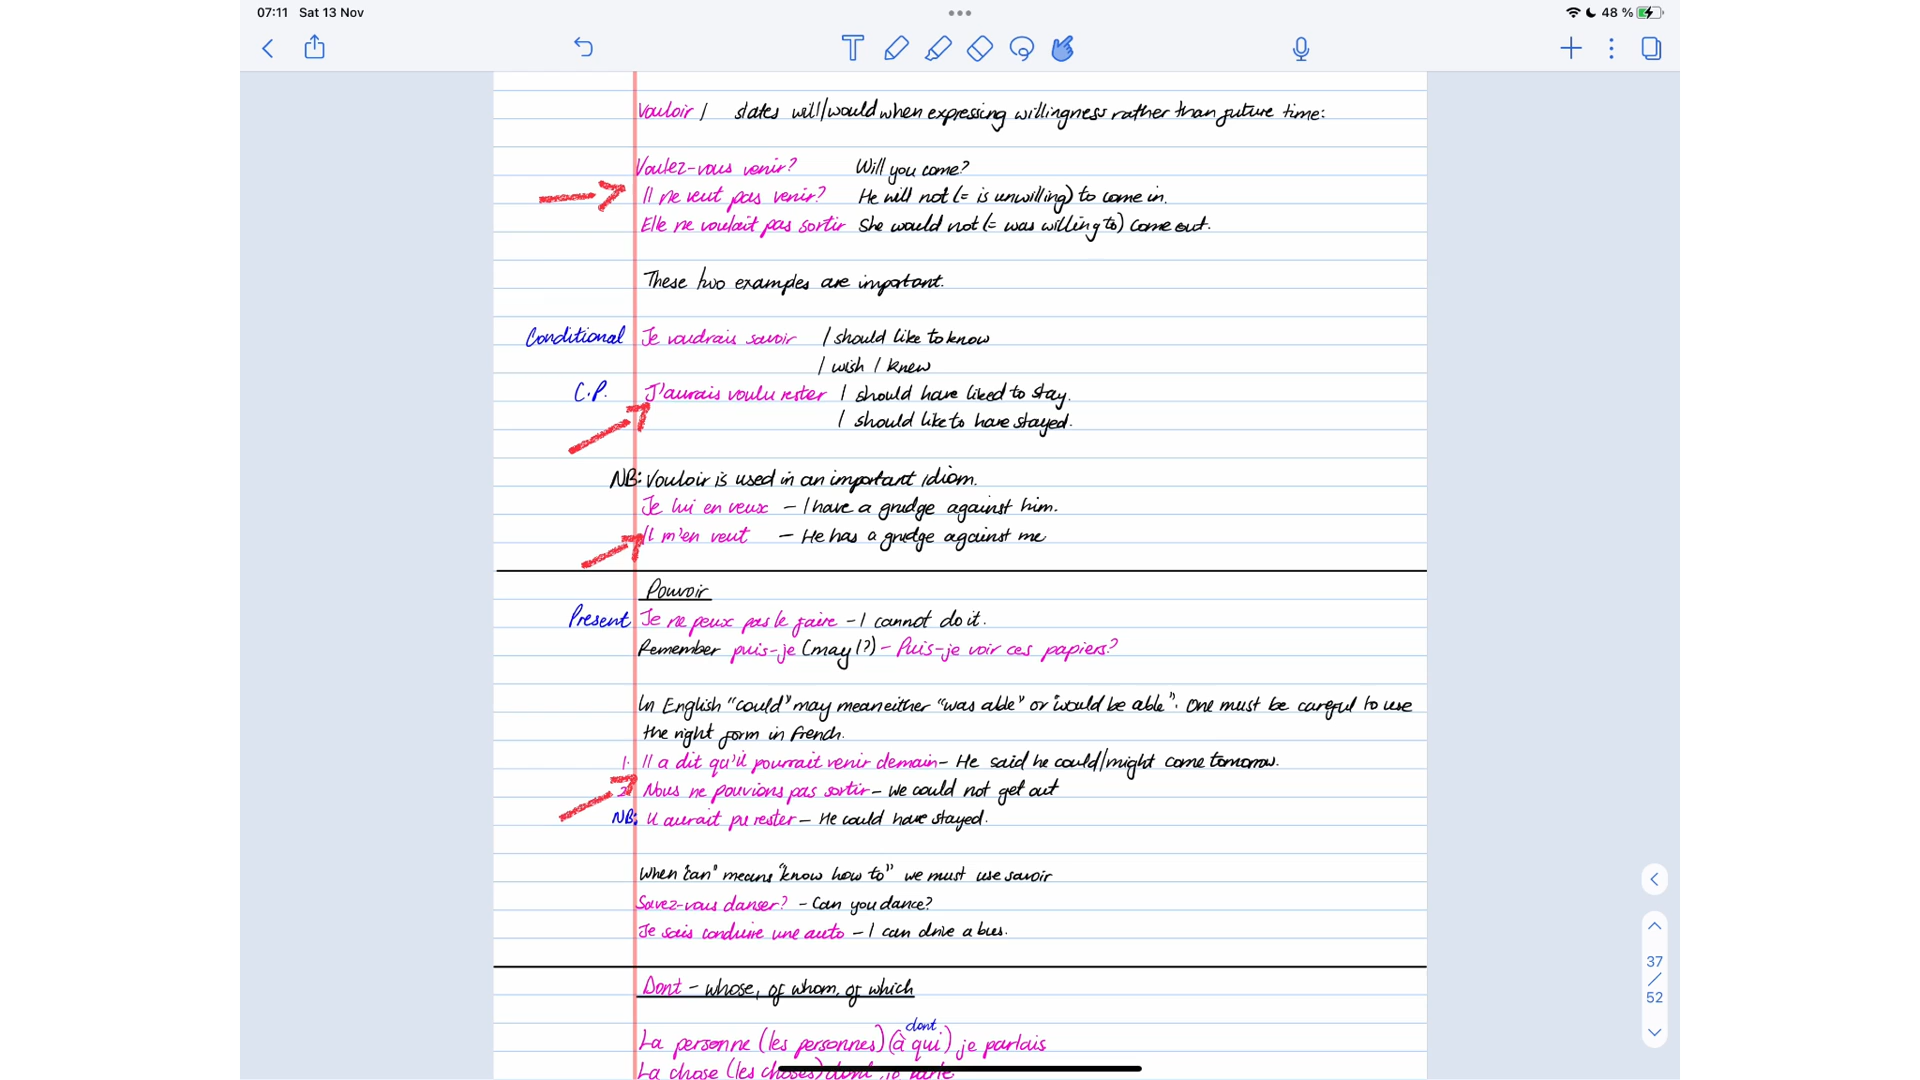 07:11 Sat 13 Nov
48 %
Vouloir / states will/would when expressing willingness rather than future time:
Voulez-vous venir? Will you come?
Il ne veut pas venir? He will not (= is unwilling) to come in.
Elle ne voulait pas sortir She would not (= was willing to) come out.
These two examples are important.
Conditional Je voudrais savoir I should like to know
I wish I knew
C.P. J'aurais voulu rester I should have liked to stay.
I should like to have stayed.
NB: Vouloir is used in an important idiom.
Je lui en veux - I have a grudge against him.
Il m'en veut - He has a grudge against me
Pouvoir
Present Je ne peux pas le faire - I cannot do it.
Remember puis-je (may I?) - Puis-je voir ces papiers?
In English "could" may mean either "was able" or "would be able". One must be careful to use
the right form in French.
1. Il a dit qu'il pourrait venir demain - He said he could/might come tomorrow.
2. Nous ne pouvions pas sortir - we could not get out
NB: Il aurait pu rester - He could have stayed.
When "can" means "know how to" we must use savoir
Savez-vous danser? - Can you dance?
Je sais conduire une auto - I can drive a bus.
Dont - whose, of whom, of which
dont
La personne (les personnes) (à qui) je parlais
La chose (les choses) dont je parle
37
/
52